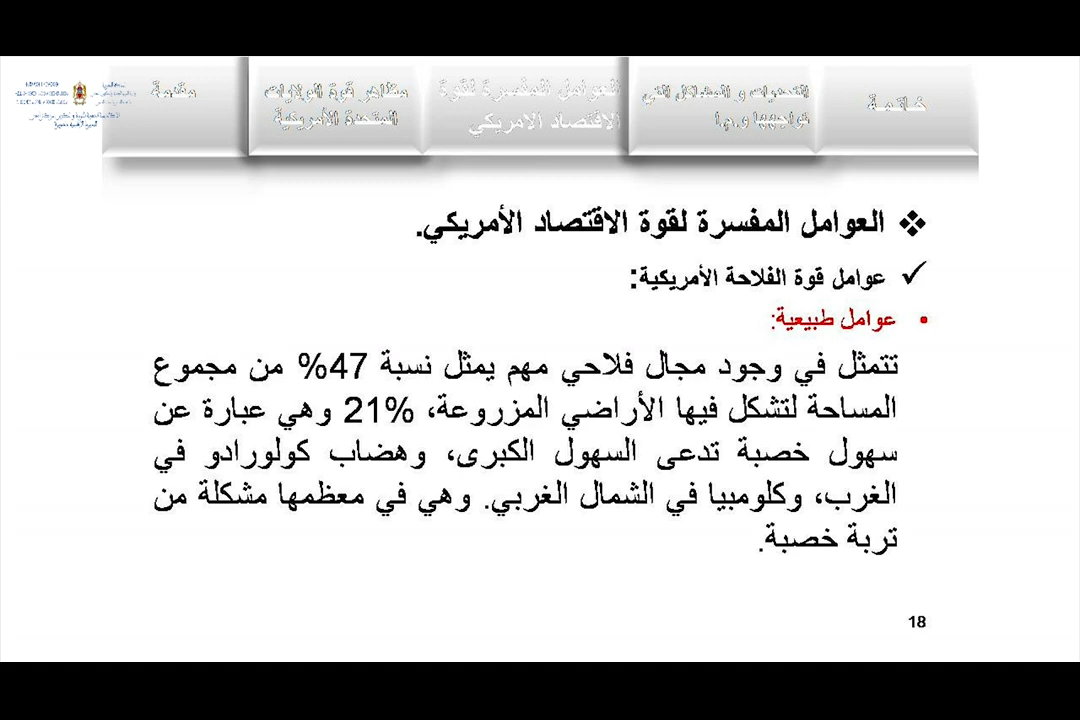 مقدمة
مظاهر قوة الولايات
المتحدة الأمريكية
العوامل المفسرة لقوة
الاقتصاد الامريكي
التحديات و المشاكل التي
تواجهها و.م.ا
خاتمة
❖ العوامل المفسرة لقوة الاقتصاد الأمريكي.
✓ عوامل قوة الفلاحة الأمريكية:
• عوامل طبيعية:
تتمثل في وجود مجال فلاحي مهم يمثل نسبة 47% من مجموع
المساحة لتشكل فيها الأراضي المزروعة، 21% وهي عبارة عن
سهول خصبة تدعى السهول الكبرى، وهضاب كولورادو في
الغرب، وكلومبيا في الشمال الغربي. وهي في معظمها مشكلة من
تربة خصبة.
18